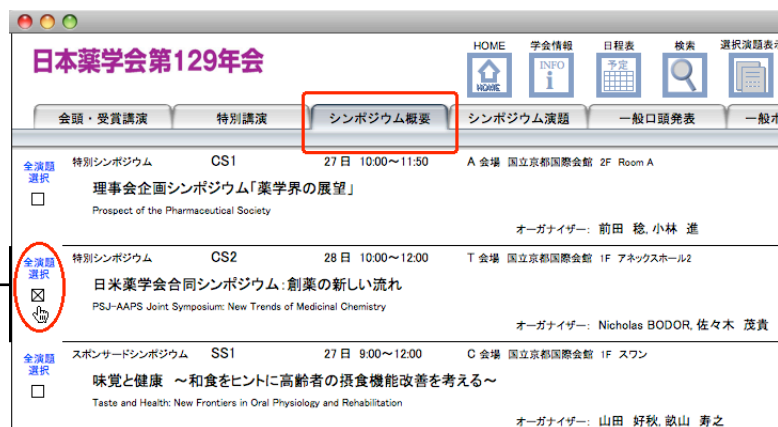 日本薬学会第129年会
HOME 学会情報 日程表 検索 選択演題表示
HOME INFO i 予定
会頭・受賞講演 特別講演 シンポジウム概要 シンポジウム演題 一般口頭発表 一般ポ
全演題選択 特別シンポジウム CS1 27日 10:00〜11:50 A 会場 国立京都国際会館 2F Room A
理事会企画シンポジウム「薬学界の展望」
Prospect of the Pharmaceutical Society
オーガナイザー: 前田 稔, 小林 進
全演題選択 特別シンポジウム CS2 28日 10:00〜12:00 T 会場 国立京都国際会館 1F アネックスホール2
日米薬学会合同シンポジウム:創薬の新しい流れ
PSJ-AAPS Joint Symposium: New Trends of Medicinal Chemistry
オーガナイザー: Nicholas BODOR, 佐々木 茂貴
全演題選択 スポンサードシンポジウム SS1 27日 9:00〜12:00 C 会場 国立京都国際会館 1F スワン
味覚と健康 〜和食をヒントに高齢者の摂食機能改善を考える〜
Taste and Health: New Frontiers in Oral Physiology and Rehabilitation
オーガナイザー: 山田 好秋, 畝山 寿之